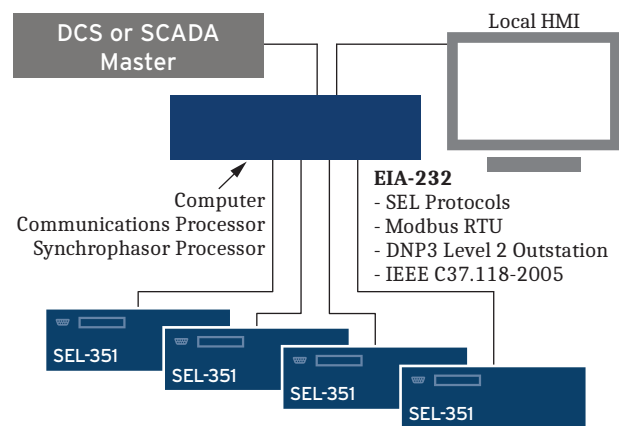 DCS or SCADA
Master
Local HMI
Computer
Communications Processor
Synchrophasor Processor
EIA-232
- SEL Protocols
- Modbus RTU
- DNP3 Level 2 Outstation
- IEEE C37.118-2005
SEL-351
SEL-351
SEL-351
SEL-351